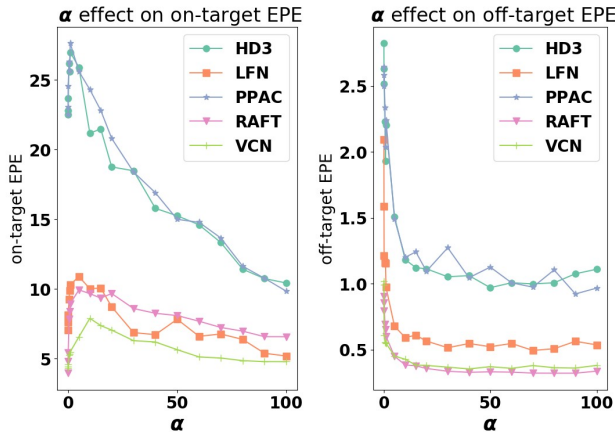 α effect on on-target EPE
on-target EPE
25
20
15
10
5
0
50
100
α
HD3
LFN
PPAC
RAFT
VCN
α effect on off-target EPE
off-target EPE
2.5
2.0
1.5
1.0
0.5
0
50
100
α
HD3
LFN
PPAC
RAFT
VCN